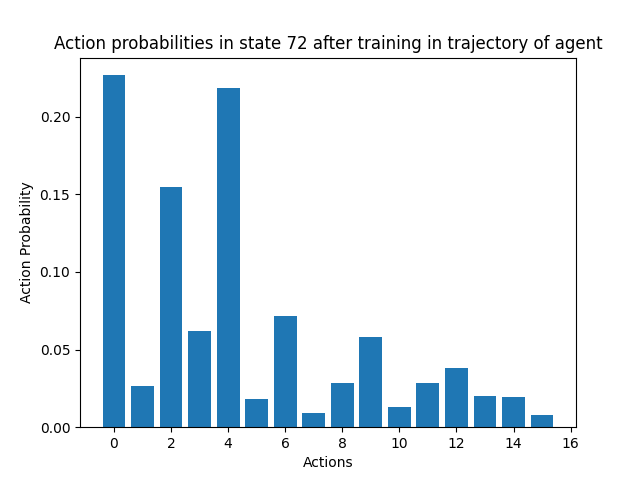 Action probabilities in state 72 after training in trajectory of agent
0.20
0.15
0.10
0.05
0.00
Action Probability
0 2 4 6 8 10 12 14 16
Actions